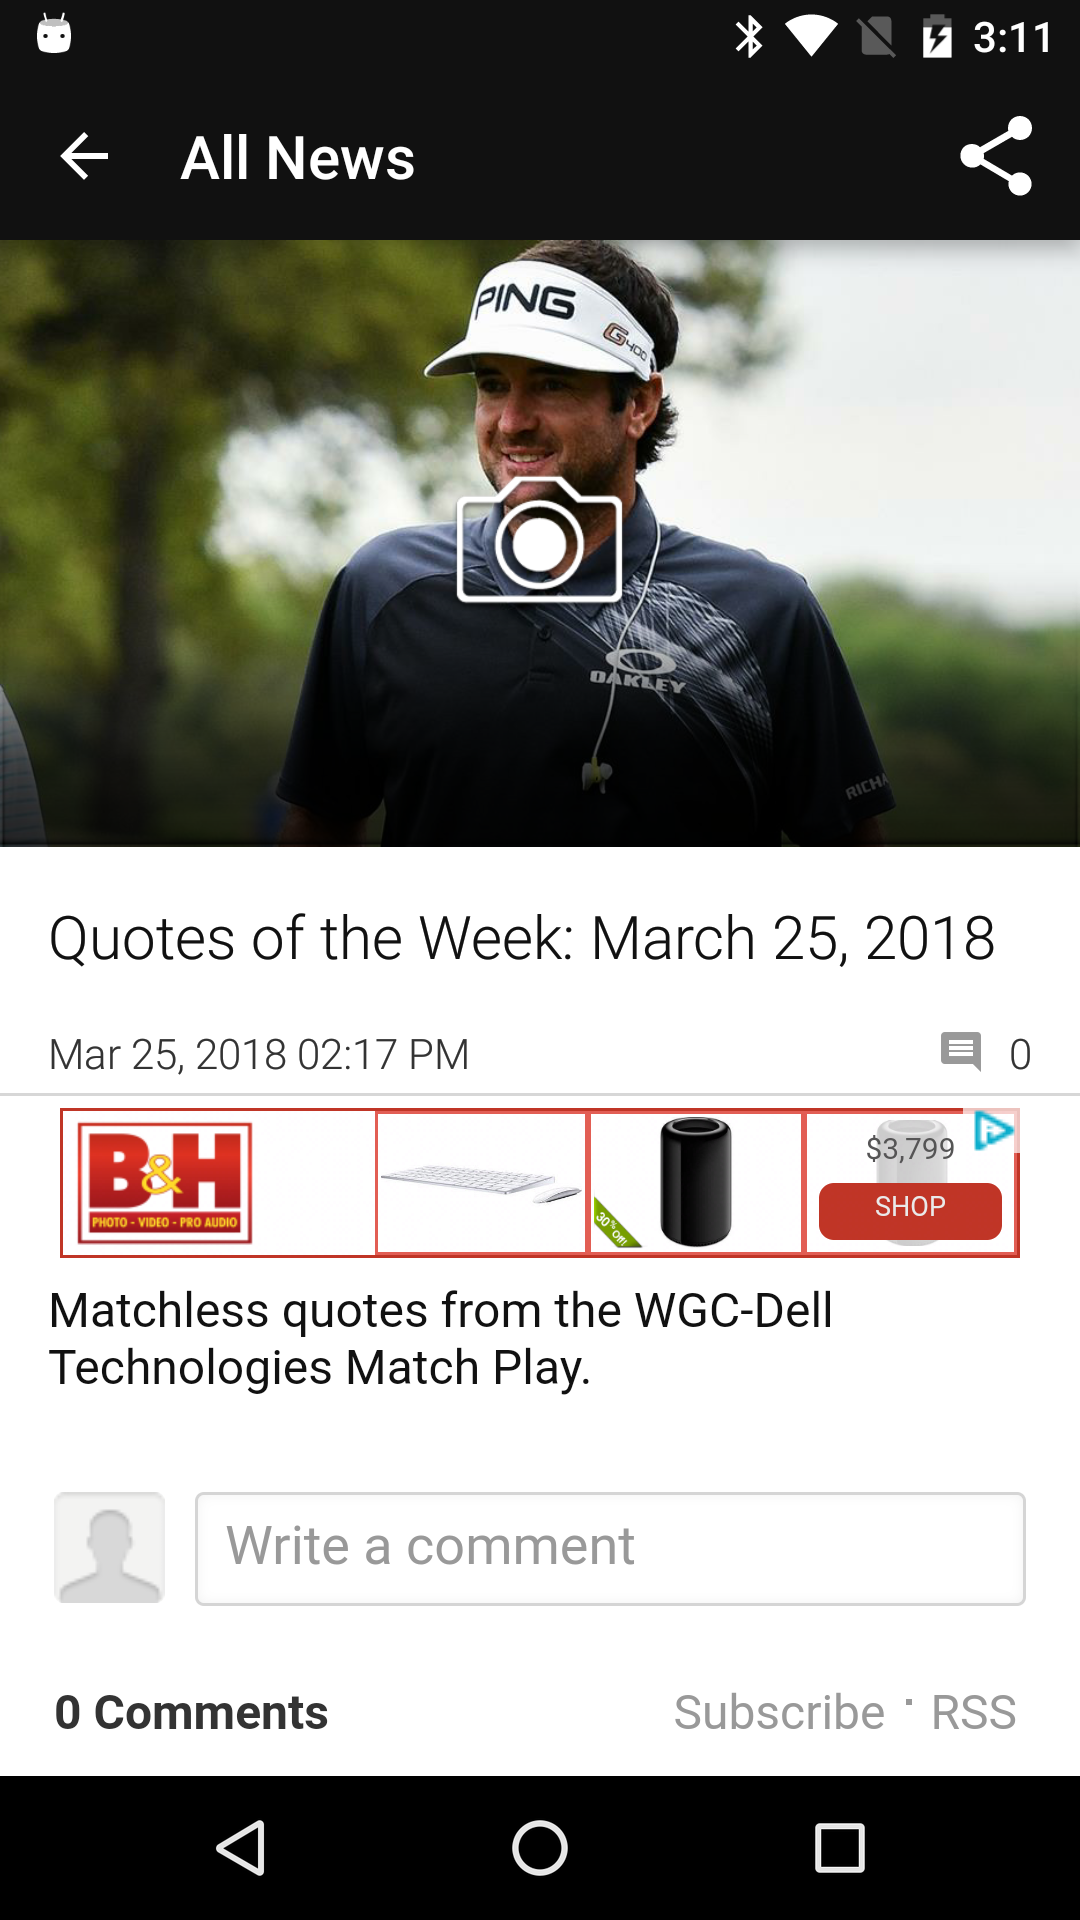 3:11
All News
PING
G400
OAKLEY
RICHA
Quotes of the Week: March 25, 2018
Mar 25, 2018 02:17 PM
0
B&H
PHOTO - VIDEO - PRO AUDIO
30% Off!
$3,799
SHOP
Matchless quotes from the WGC-Dell
Technologies Match Play.
Write a comment
0 Comments
Subscribe · RSS